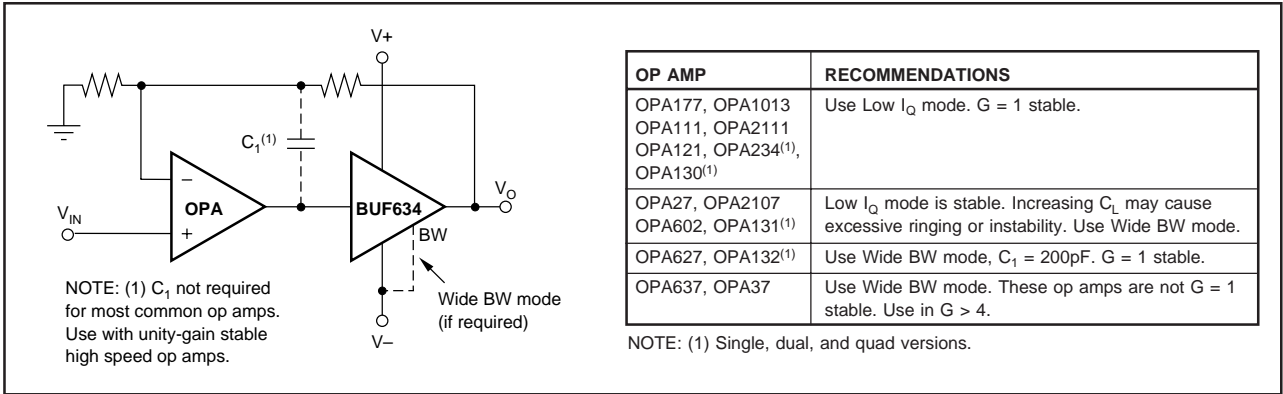 V+
C1(1)
–
OPA
+
VIN
BUF634
VO
BW
V–
Wide BW mode
(if required)
NOTE: (1) C1 not required
for most common op amps.
Use with unity-gain stable
high speed op amps.
OP AMP RECOMMENDATIONS
OPA177, OPA1013 Use Low IQ mode. G = 1 stable.
OPA111, OPA2111
OPA121, OPA234(1),
OPA130(1)
OPA27, OPA2107 Low IQ mode is stable. Increasing CL may cause
OPA602, OPA131(1) excessive ringing or instability. Use Wide BW mode.
OPA627, OPA132(1) Use Wide BW mode, C1 = 200pF. G = 1 stable.
OPA637, OPA37 Use Wide BW mode. These op amps are not G = 1
stable. Use in G > 4.
NOTE: (1) Single, dual, and quad versions.